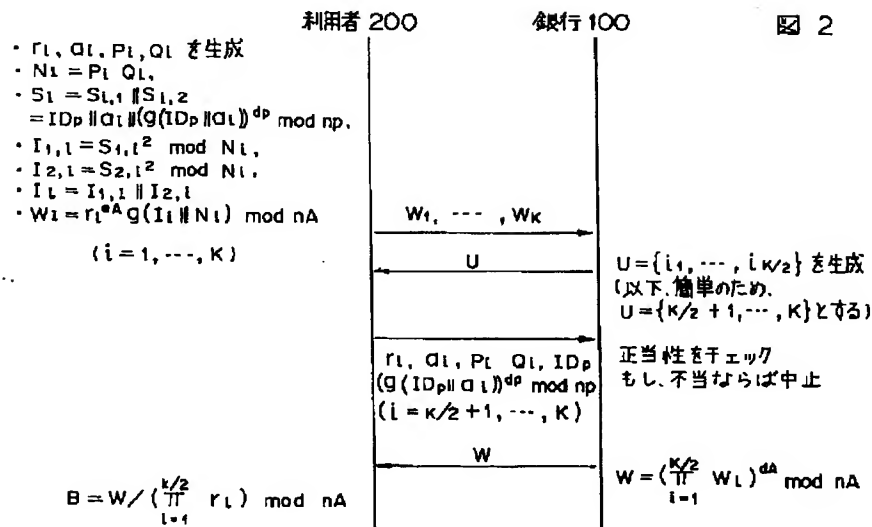 利用者 200 銀行 100 図 2
・ri, ai, Pi, Qi を生成
・Ni = Pi Qi,
・Si = Si,1 ‖ Si,2
= IDp ‖ ai ‖ (g(IDp ‖ ai))^dp mod np,
・I1,i = S1,i^2 mod Ni,
・I2,i = S2,i^2 mod Ni,
・Ii = I1,i ‖ I2,i
・Wi = ri^eA g(Ii ‖ Ni) mod nA
(i = 1, ---, K)
W1, ---, WK
U
U = {i1, ---, iK/2} を生成
(以下、簡単のため、
U = {K/2 + 1, ---, K} とする)
ri, ai, Pi Qi, IDp
(g(IDp ‖ ai))^dp mod np
(i = K/2+1, ---, K)
正当性をチェック
もし、不当ならば中止
W
W = (K/2 Π i=1 Wi)^dA mod nA
B = W / (K/2 Π i=1 ri) mod nA